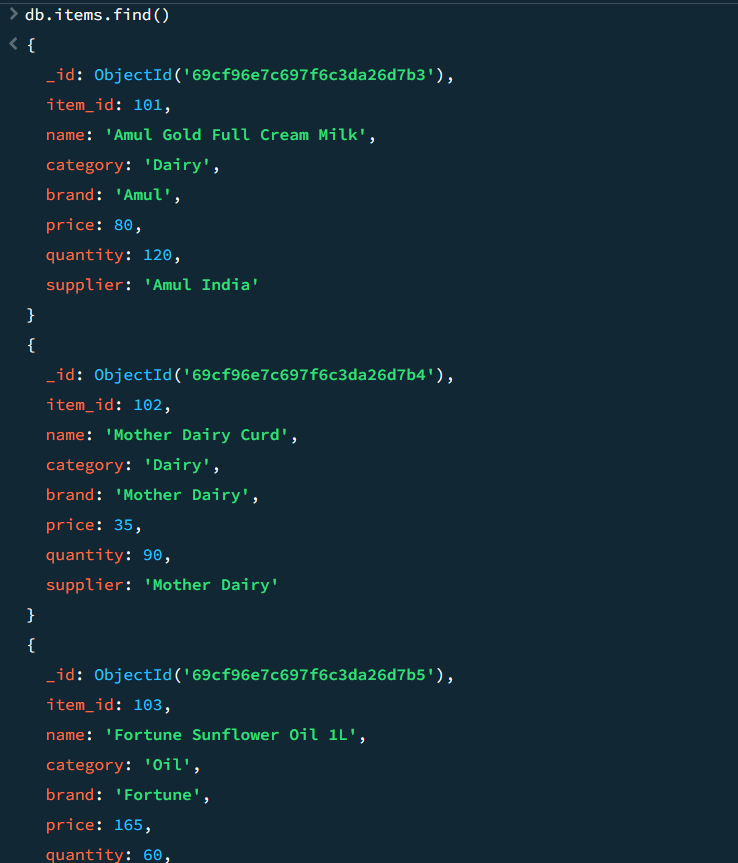 db.items.find()
{
_id: ObjectId('69cf96e7c697f6c3da26d7b3'),
item_id: 101,
name: 'Amul Gold Full Cream Milk',
category: 'Dairy',
brand: 'Amul',
price: 80,
quantity: 120,
supplier: 'Amul India'
}
{
_id: ObjectId('69cf96e7c697f6c3da26d7b4'),
item_id: 102,
name: 'Mother Dairy Curd',
category: 'Dairy',
brand: 'Mother Dairy',
price: 35,
quantity: 90,
supplier: 'Mother Dairy'
}
{
_id: ObjectId('69cf96e7c697f6c3da26d7b5'),
item_id: 103,
name: 'Fortune Sunflower Oil 1L',
category: 'Oil',
brand: 'Fortune',
price: 165,
quantity: 60,